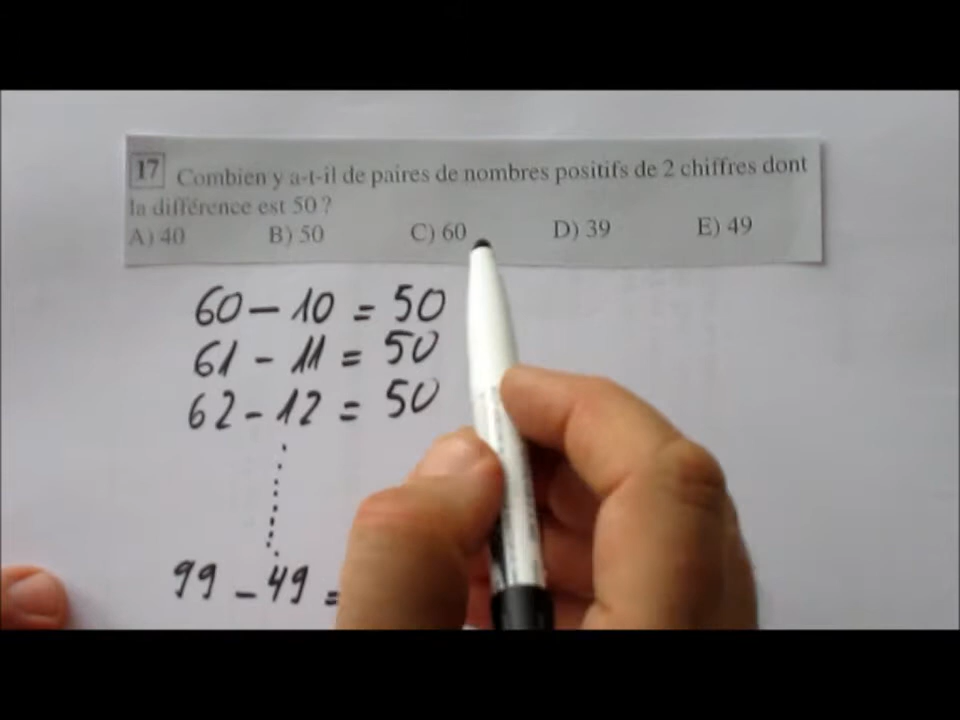 17 Combien y a-t-il de paires de nombres positifs de 2 chiffres dont
la différence est 50 ?
A) 40 B) 50 C) 60 D) 39 E) 49
60 - 10 = 50
61 - 11 = 50
62 - 12 = 50
99 - 49 =